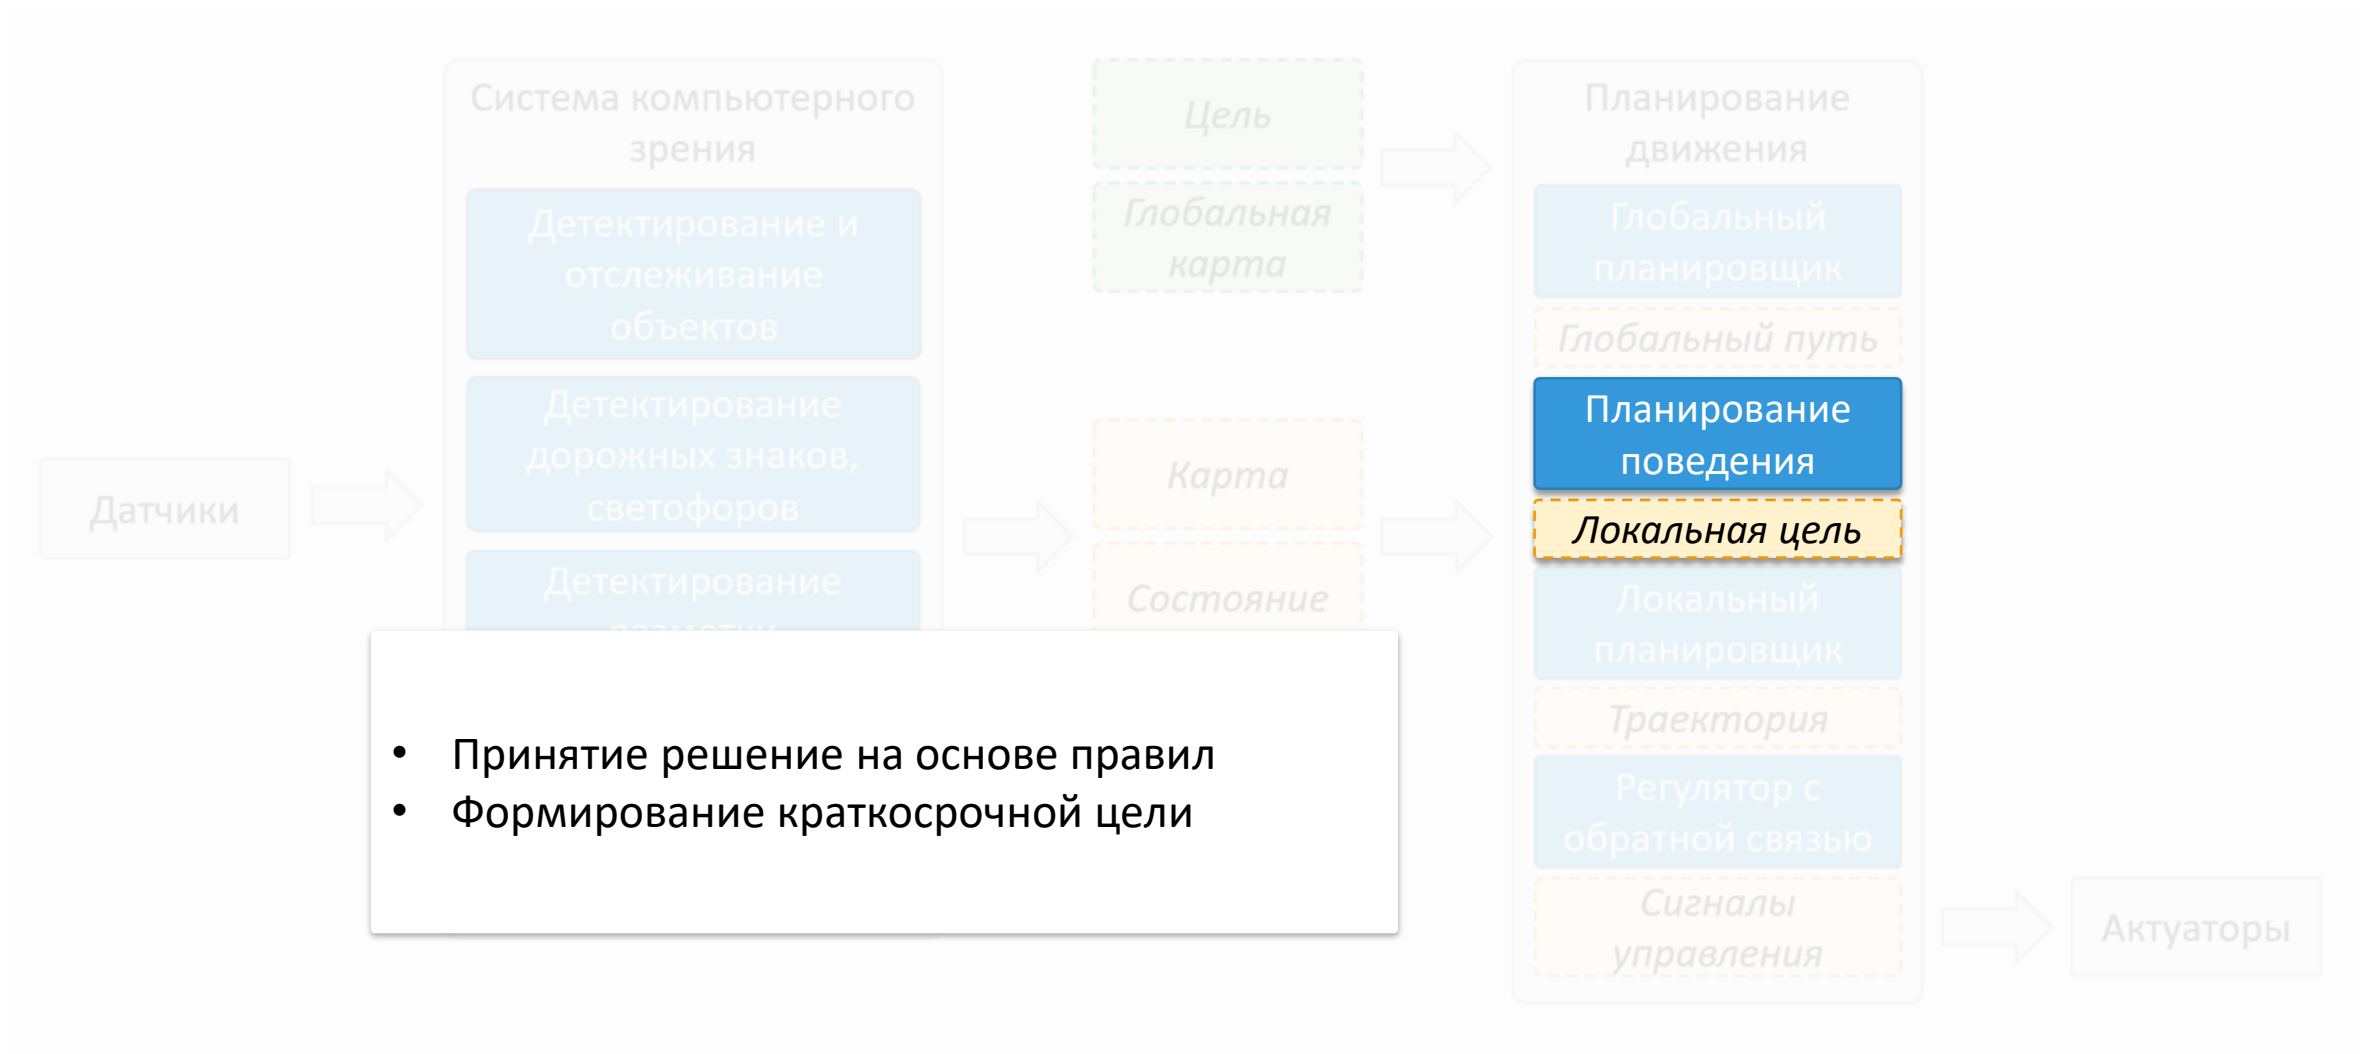 Система компьютерного
зрения
Детектирование и
отслеживание
объектов
Детектирование
дорожных знаков,
светофоров
Детектирование
разметки
Датчики
Цель
Глобальная
карта
Карта
Состояние
Планирование
движения
Глобальный
планировщик
Глобальный путь
Планирование
поведения
Локальная цель
Локальный
планировщик
Траектория
Регулятор с
обратной связью
Сигналы
управления
Актуаторы
• Принятие решение на основе правил
• Формирование краткосрочной цели